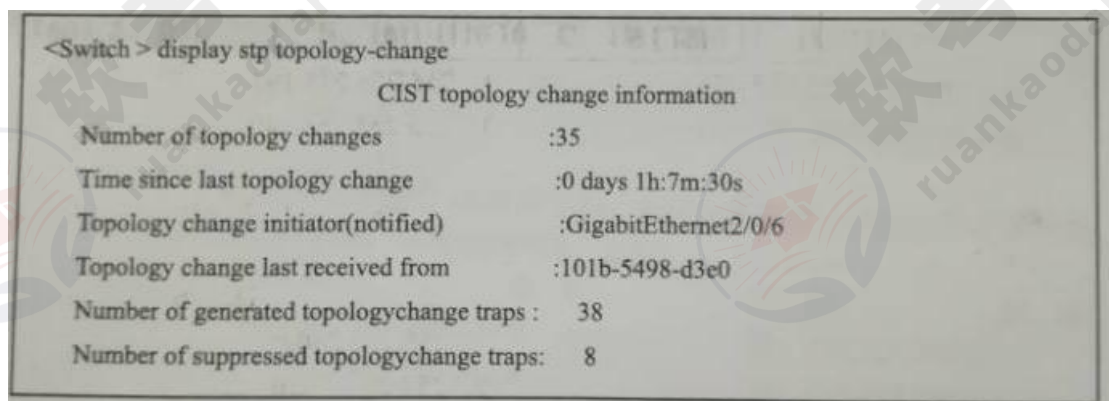 <Switch > display stp topology-change
CIST topology change information
Number of topology changes :35
Time since last topology change :0 days 1h:7m:30s
Topology change initiator(notified) :GigabitEthernet2/0/6
Topology change last received from :101b-5498-d3e0
Number of generated topologychange traps : 38
Number of suppressed topologychange traps: 8